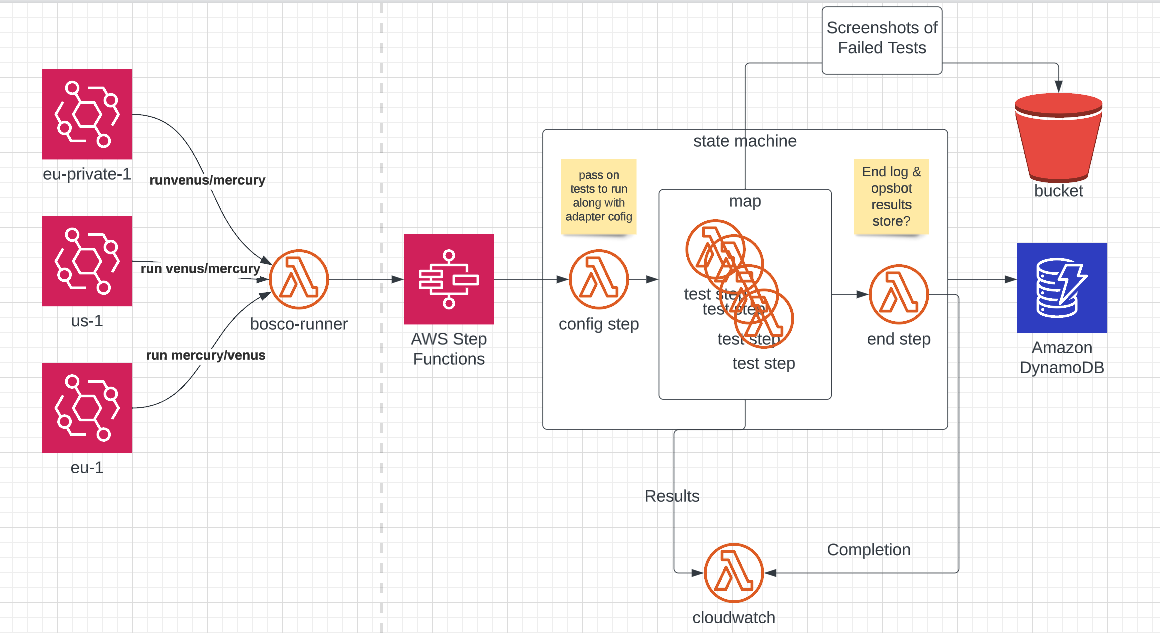 Screenshots of
Failed Tests
eu-private-1
runvenus/mercury
us-1
run venus/mercury
eu-1
run mercury/venus
bosco-runner
AWS Step
Functions
state machine
pass on
tests to run
along with
adapter cofig
config step
map
test step
test step
test step
test step
End log &
opsbot
results
store?
end step
bucket
Amazon
DynamoDB
Results
Completion
cloudwatch